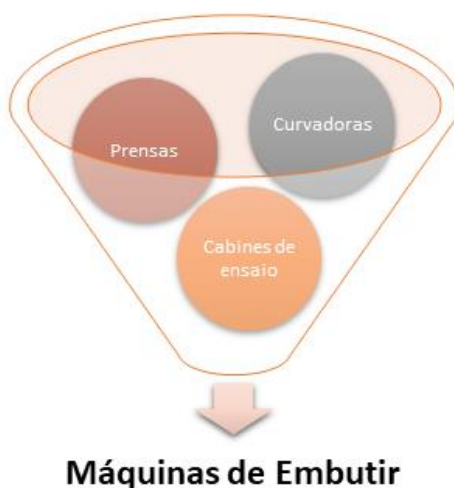 Prensas
Curvadoras
Cabines de
ensaio
Máquinas de Embutir